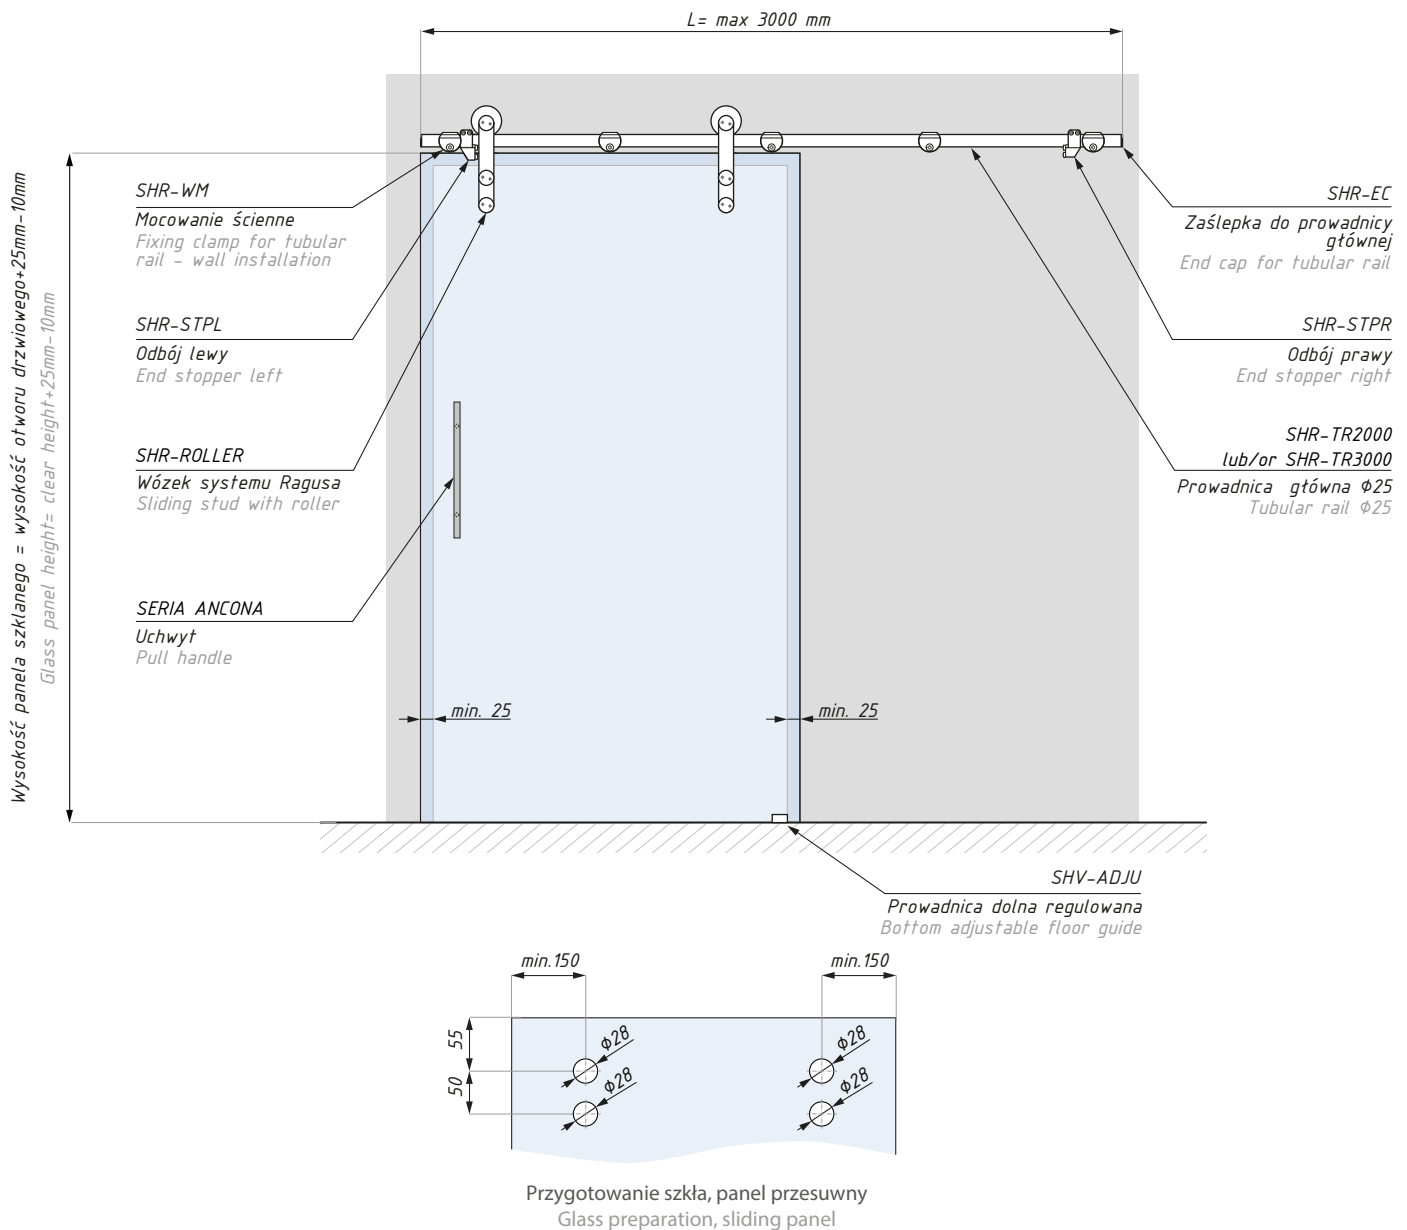 L= max 3000 mm
SHR-WM
Mocowanie ścienne
Fixing clamp for tubular
rail - wall installation
SHR-STPL
Odbój lewy
End stopper left
SHR-ROLLER
Wózek systemu Ragusa
Sliding stud with roller
SERIA ANCONA
Uchwyt
Pull handle
Wysokość panela szklanego = wysokość otworu drzwiowego+25mm-10mm
Glass panel height= clear height+25mm-10mm
SHR-EC
Zaślepka do prowadnicy
głównej
End cap for tubular rail
SHR-STPR
Odbój prawy
End stopper right
SHR-TR2000
lub/or SHR-TR3000
Prowadnica główna Φ25
Tubular rail Φ25
min. 25
min. 25
SHV-ADJU
Prowadnica dolna regulowana
Bottom adjustable floor guide
min.150
min.150
55
50
Φ28
Φ28
Φ28
Φ28
Przygotowanie szkła, panel przesuwny
Glass preparation, sliding panel